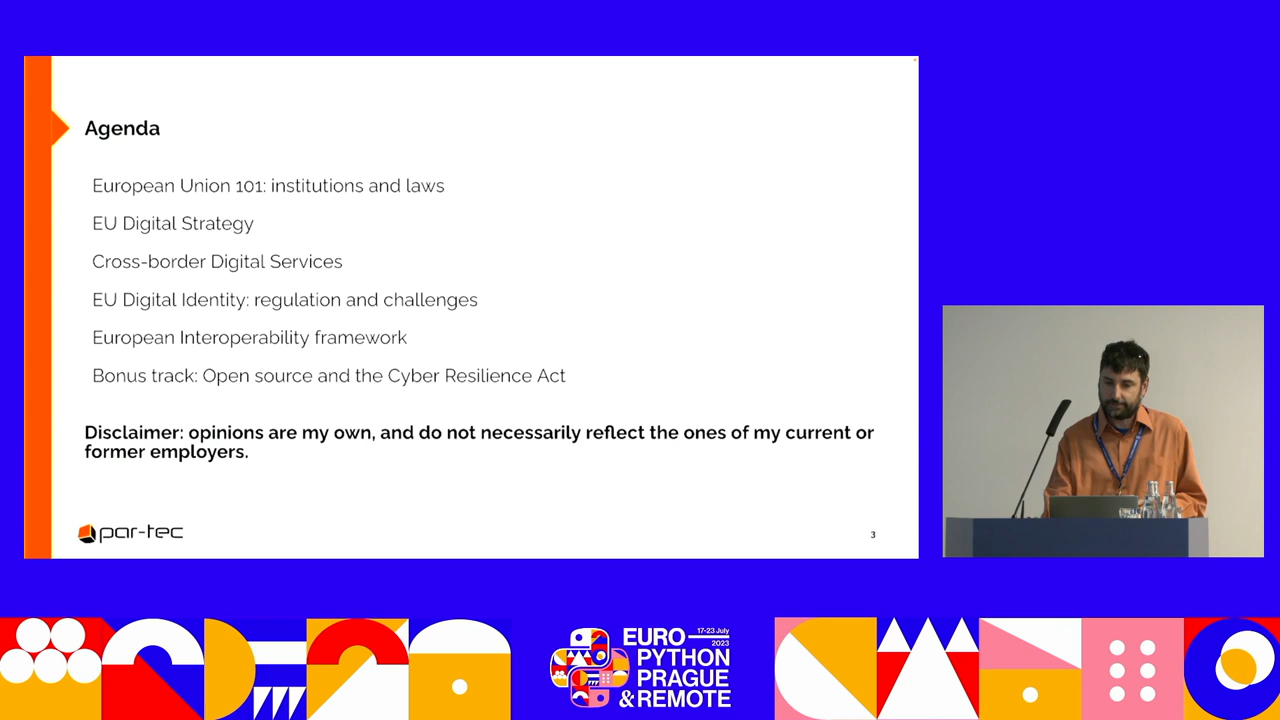 Agenda
European Union 101: institutions and laws
EU Digital Strategy
Cross-border Digital Services
EU Digital Identity: regulation and challenges
European Interoperability framework
Bonus track: Open source and the Cyber Resilience Act
Disclaimer: opinions are my own, and do not necessarily reflect the ones of my current or
former employers.
par-tec
3
17-23 July
2023
EURO
PYTHON
PRAGUE
& REMOTE